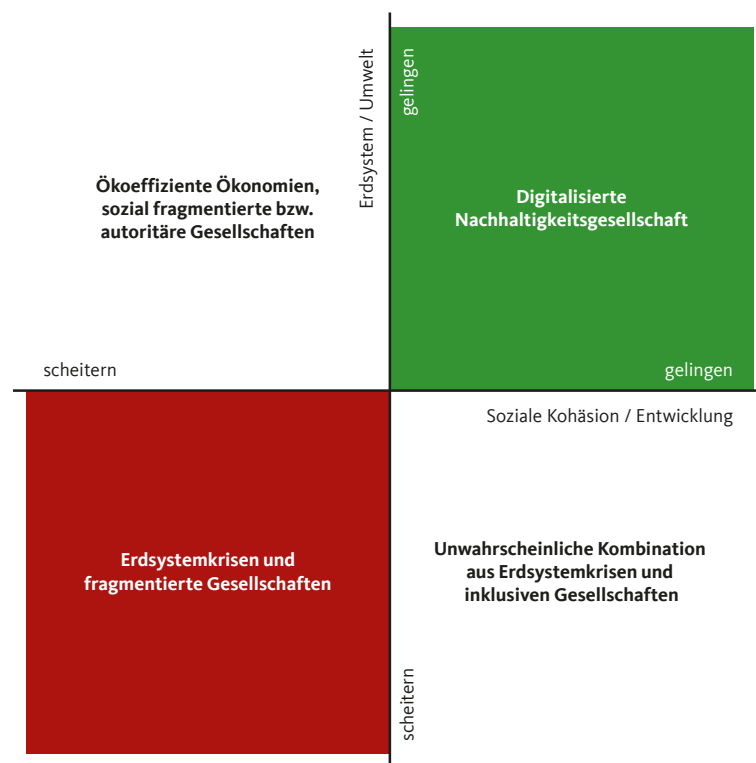 Erdsystem / Umwelt
gelingen
Ökoeffiziente Ökonomien,
sozial fragmentierte bzw.
autoritäre Gesellschaften
Digitalisierte
Nachhaltigkeitsgesellschaft
scheitern
gelingen
Soziale Kohäsion / Entwicklung
Erdsystemkrisen und
fragmentierte Gesellschaften
Unwahrscheinliche Kombination
aus Erdsystemkrisen und
inklusiven Gesellschaften
scheitern